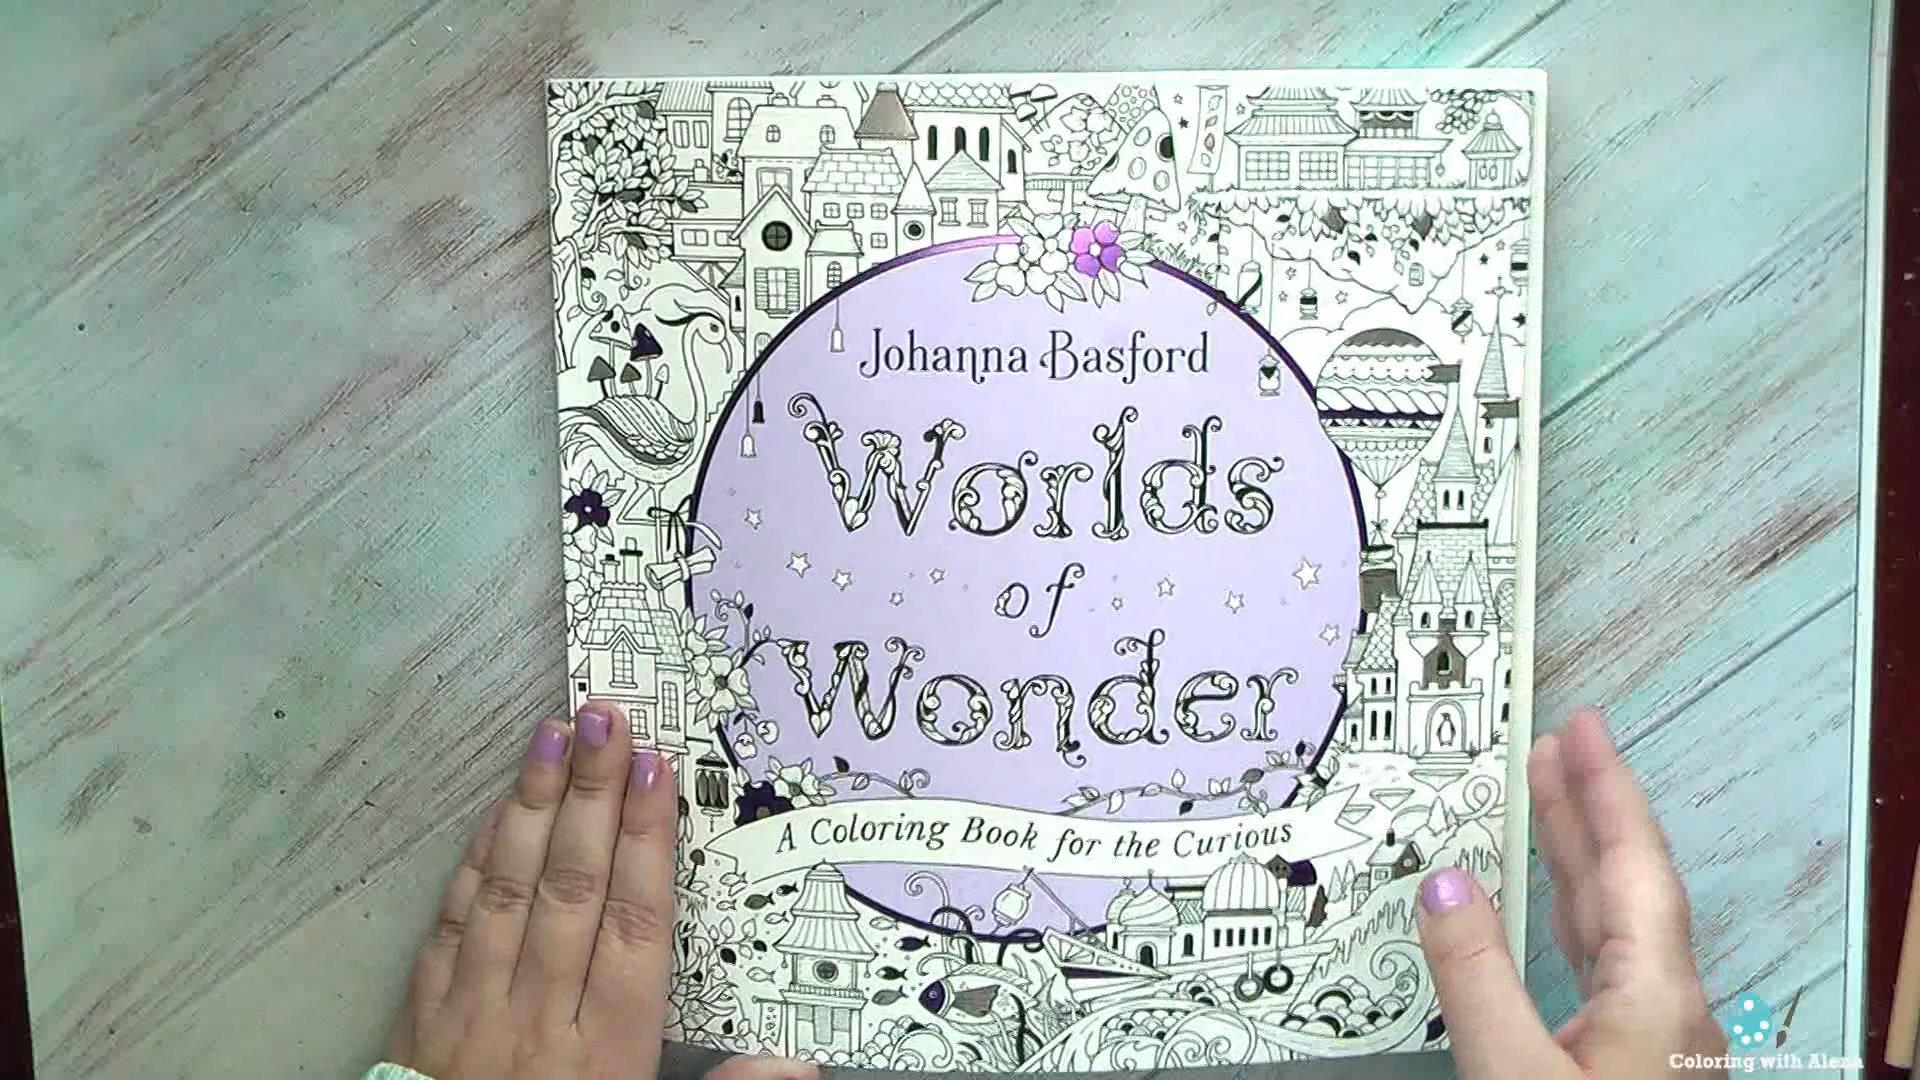 Johanna Basford
Worlds
of
Wonder
A Coloring Book for the Curious
Coloring with Alena